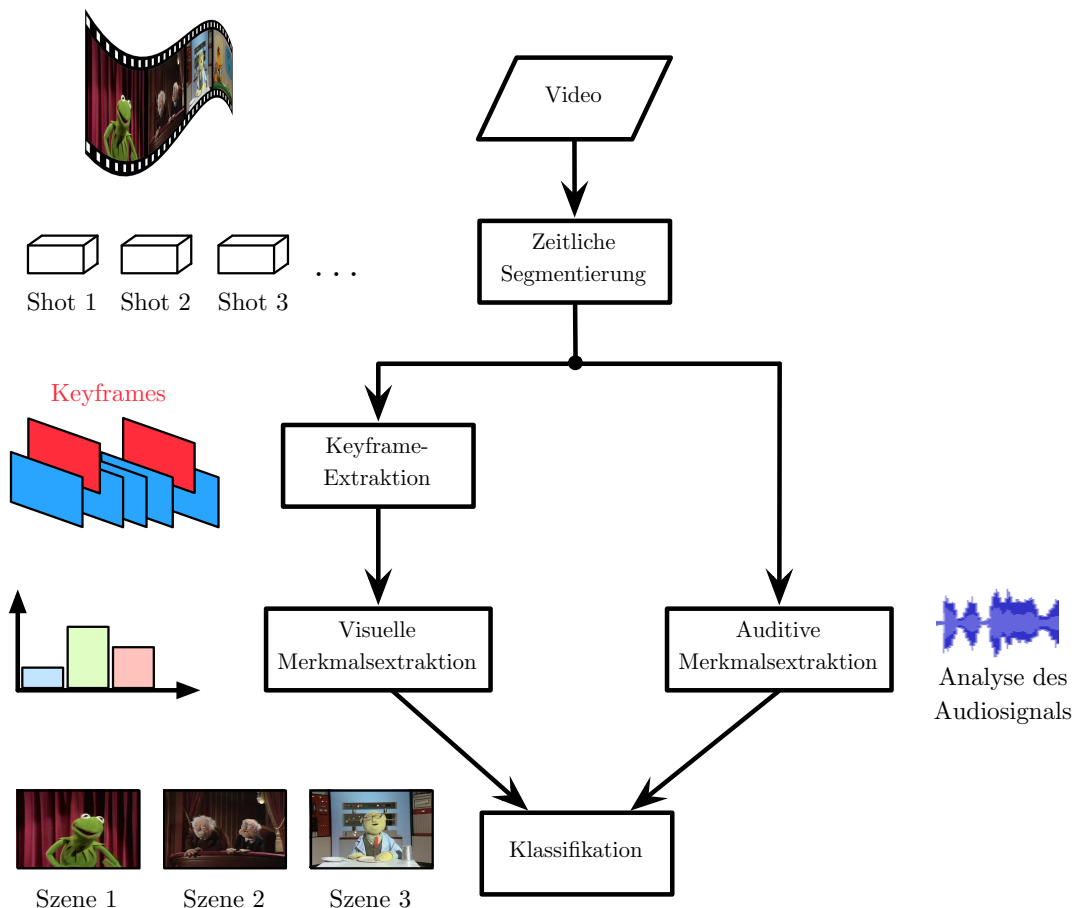 Video
Zeitliche
Segmentierung
Shot 1
Shot 2
Shot 3
. . .
Keyframes
Keyframe-
Extraktion
Visuelle
Merkmalsextraktion
Auditive
Merkmalsextraktion
Analyse des
Audiosignals
Klassifikation
Szene 1
Szene 2
Szene 3